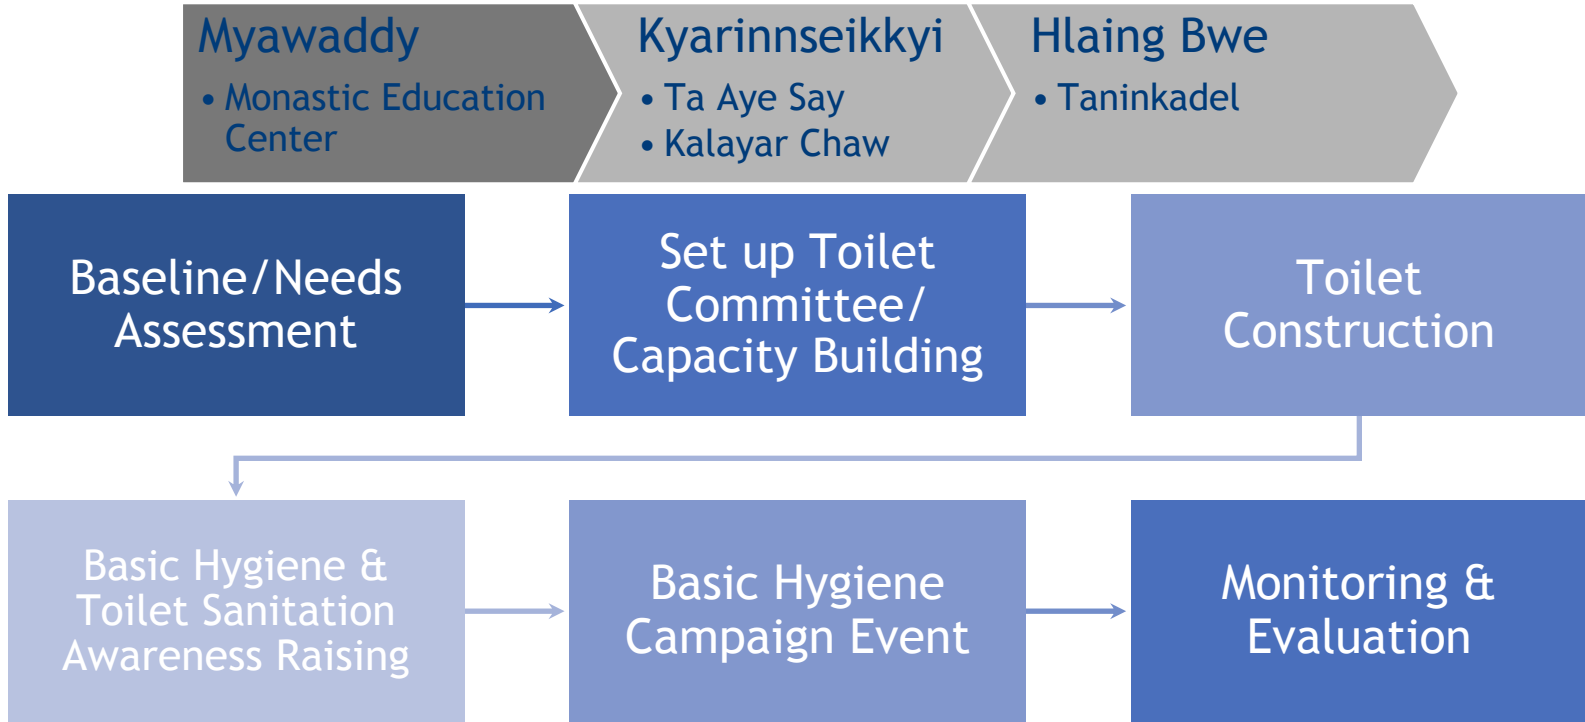 Myawaddy
• Monastic Education
Center
Kyarinnseikkyi
• Ta Aye Say
• Kalayar Chaw
Hlaing Bwe
• Taninkadel
Baseline/Needs
Assessment
Set up Toilet
Committee/
Capacity Building
Toilet
Construction
Basic Hygiene &
Toilet Sanitation
Awareness Raising
Basic Hygiene
Campaign Event
Monitoring &
Evaluation